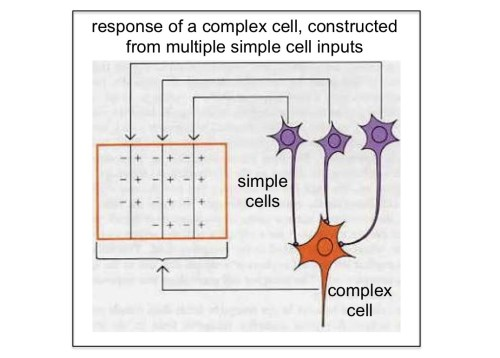 response of a complex cell, constructed
from multiple simple cell inputs
- + - + - +
- + - + - +
- + - + - +
- + - +
simple
cells
complex
cell